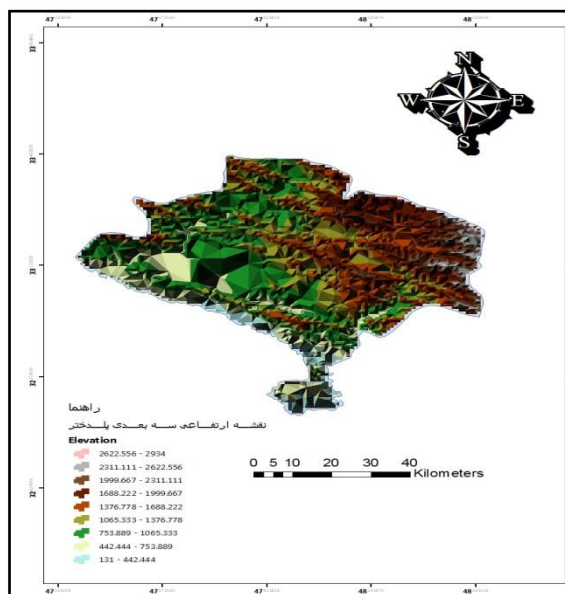 47 47 47 48 48
N
33
W E
S
33
33
32
32
راهنما
نقشه ارتفاعی سه بعدی پلدختر
Elevation
2622.556 - 2934
2311.111 - 2622.556
1999.667 - 2311.111
1688.222 - 1999.667
1376.778 - 1688.222
1065.333 - 1376.778
753.889 - 1065.333
442.444 - 753.889
131 - 442.444
0 5 10 20 30 40
Kilometers
47 47 47 48 48